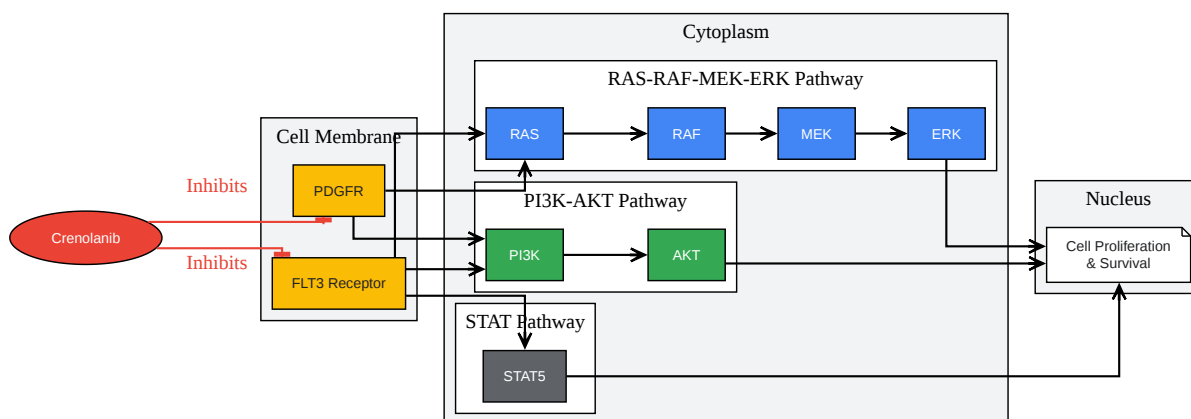 Cytoplasm
RAS-RAF-MEK-ERK Pathway
RAS
RAF
MEK
ERK
Cell Membrane
Inhibits
PDGFR
PI3K-AKT Pathway
Nucleus
Crenolanib
Inhibits
PI3K
AKT
Cell Proliferation
& Survival
FLT3 Receptor
STAT Pathway
STAT5